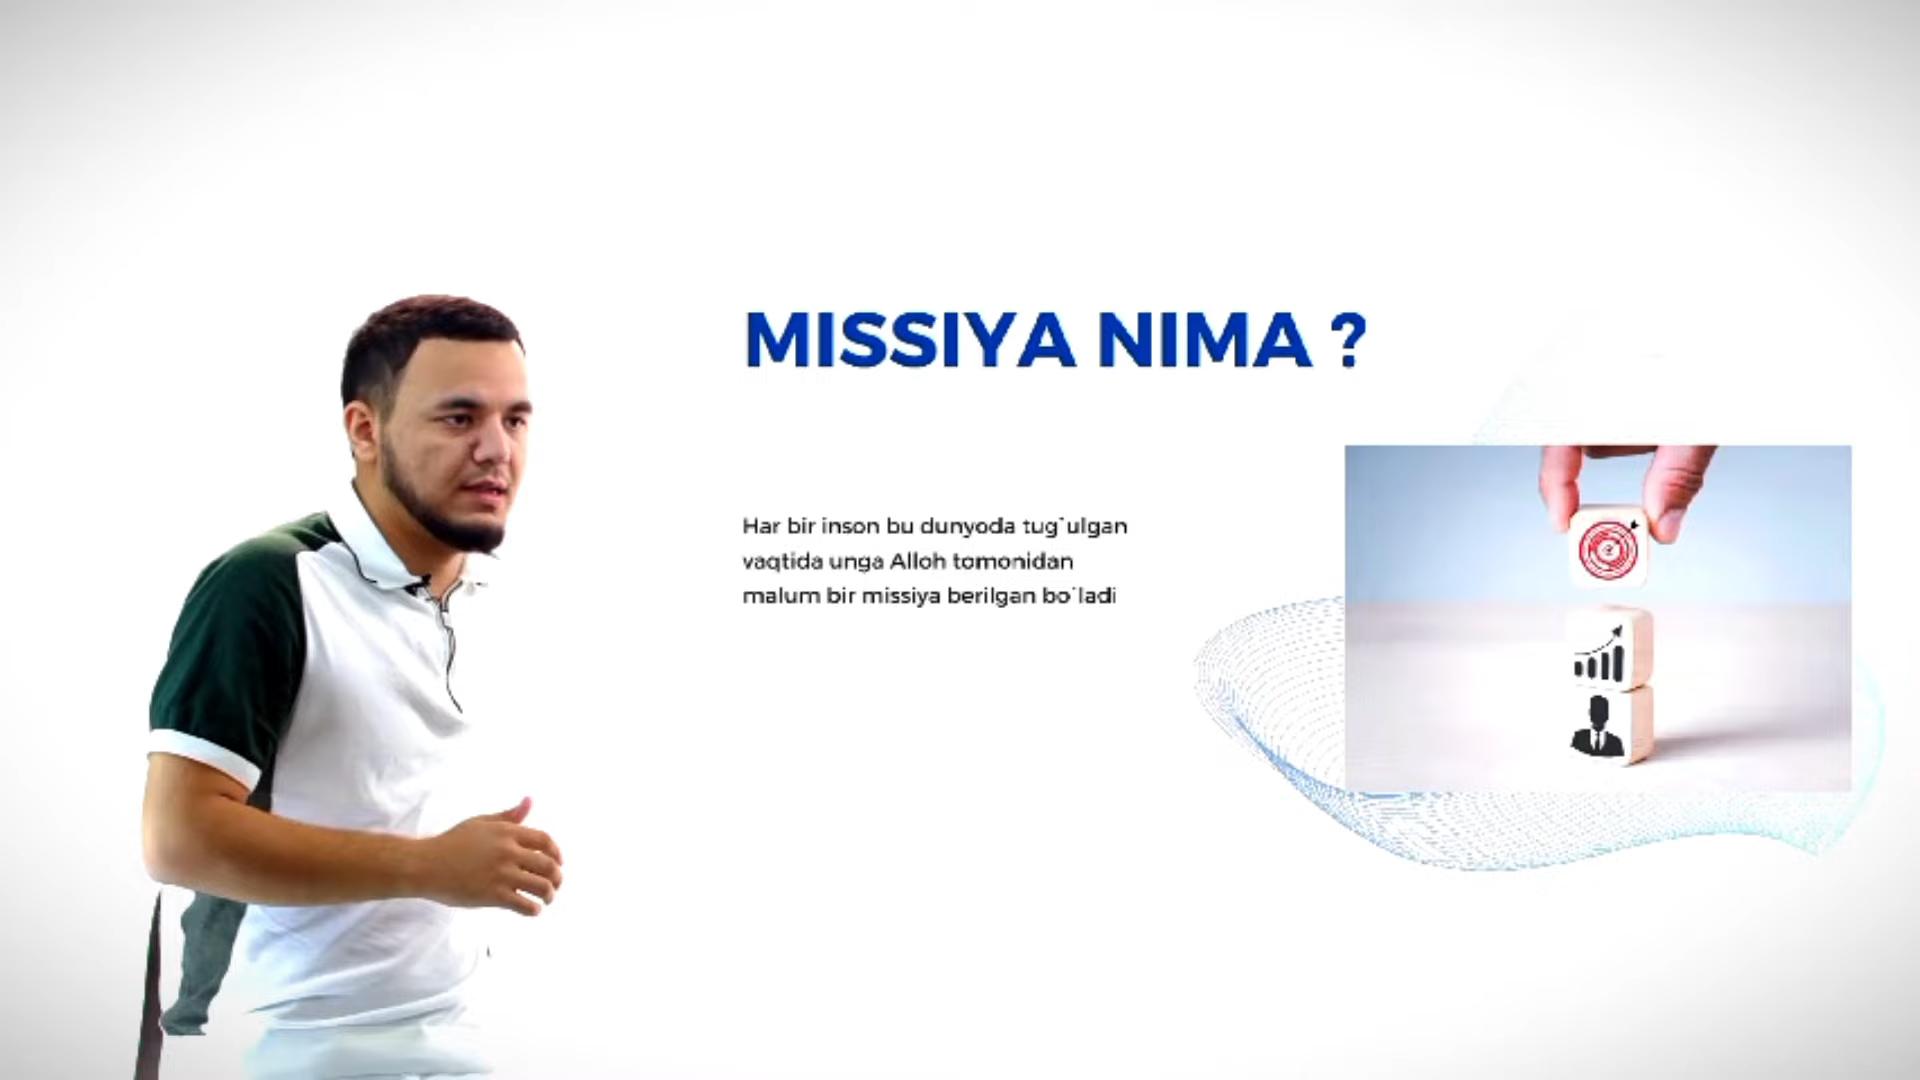 MISSIYA NIMA ?
Har bir inson bu dunyoda tug`ulgan
vaqtida unga Alloh tomonidan
malum bir missiya berilgan bo`ladi